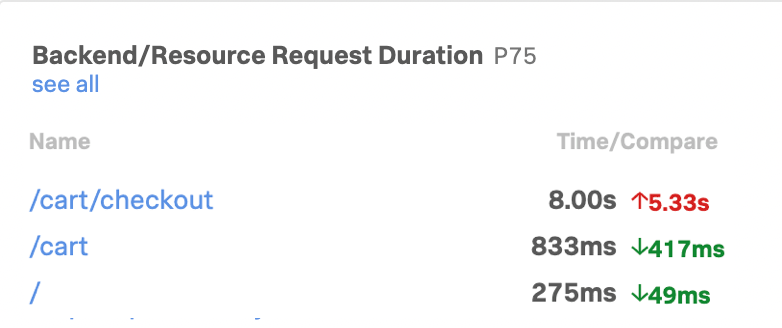 Backend/Resource Request Duration P75
see all
Name Time/Compare
/cart/checkout 8.00s ↑5.33s
/cart 833ms ↓417ms
/ 275ms ↓49ms